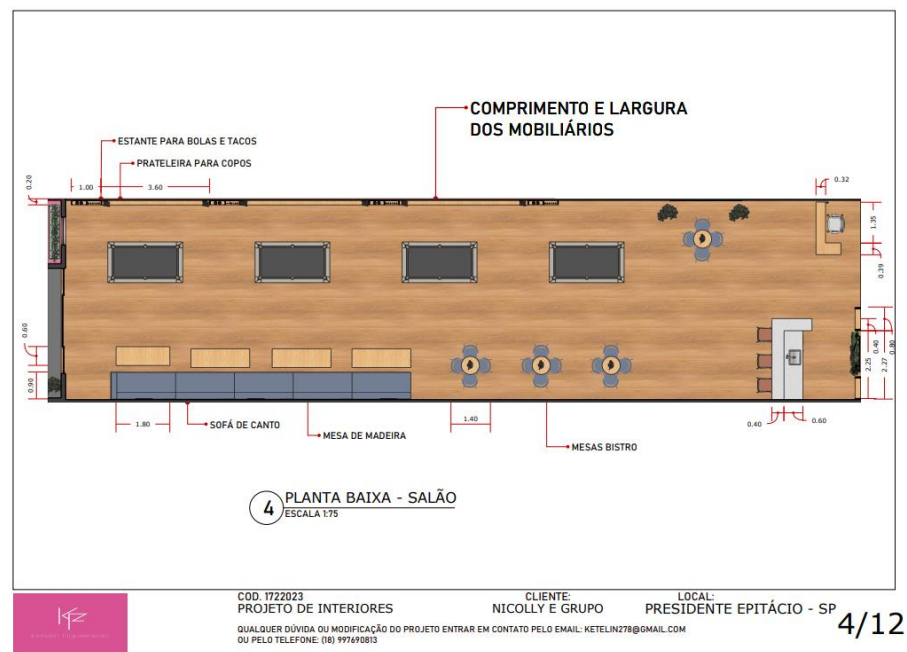 COMPRIMENTO E LARGURA
DOS MOBILIÁRIOS
ESTANTE PARA BOLAS E TACOS
PRATELEIRA PARA COPOS
0.20
1.00
3.60
0.32
1.35
0.39
0.60
0.90
0.40
0.80
2.25
2.27
1.80
SOFÁ DE CANTO
MESA DE MADEIRA
1.40
MESAS BISTRO
0.40
0.60
4
PLANTA BAIXA - SALÃO
ESCALA 1:75
KTZ
COD. 1722023
PROJETO DE INTERIORES
CLIENTE:
NICOLLY E GRUPO
LOCAL:
PRESIDENTE EPITÁCIO - SP
4/12
QUALQUER DÚVIDA OU MODIFICAÇÃO DO PROJETO ENTRAR EM CONTATO PELO EMAIL: KETELIN278@GMAIL.COM
OU PELO TELEFONE: (18) 997690813